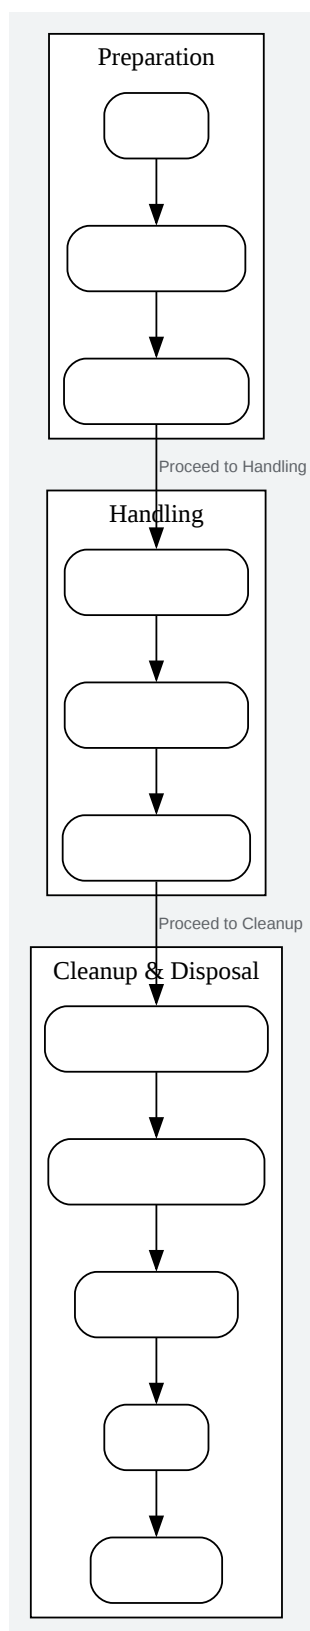 Preparation
Proceed to Handling
Handling
Proceed to Cleanup
Cleanup & Disposal